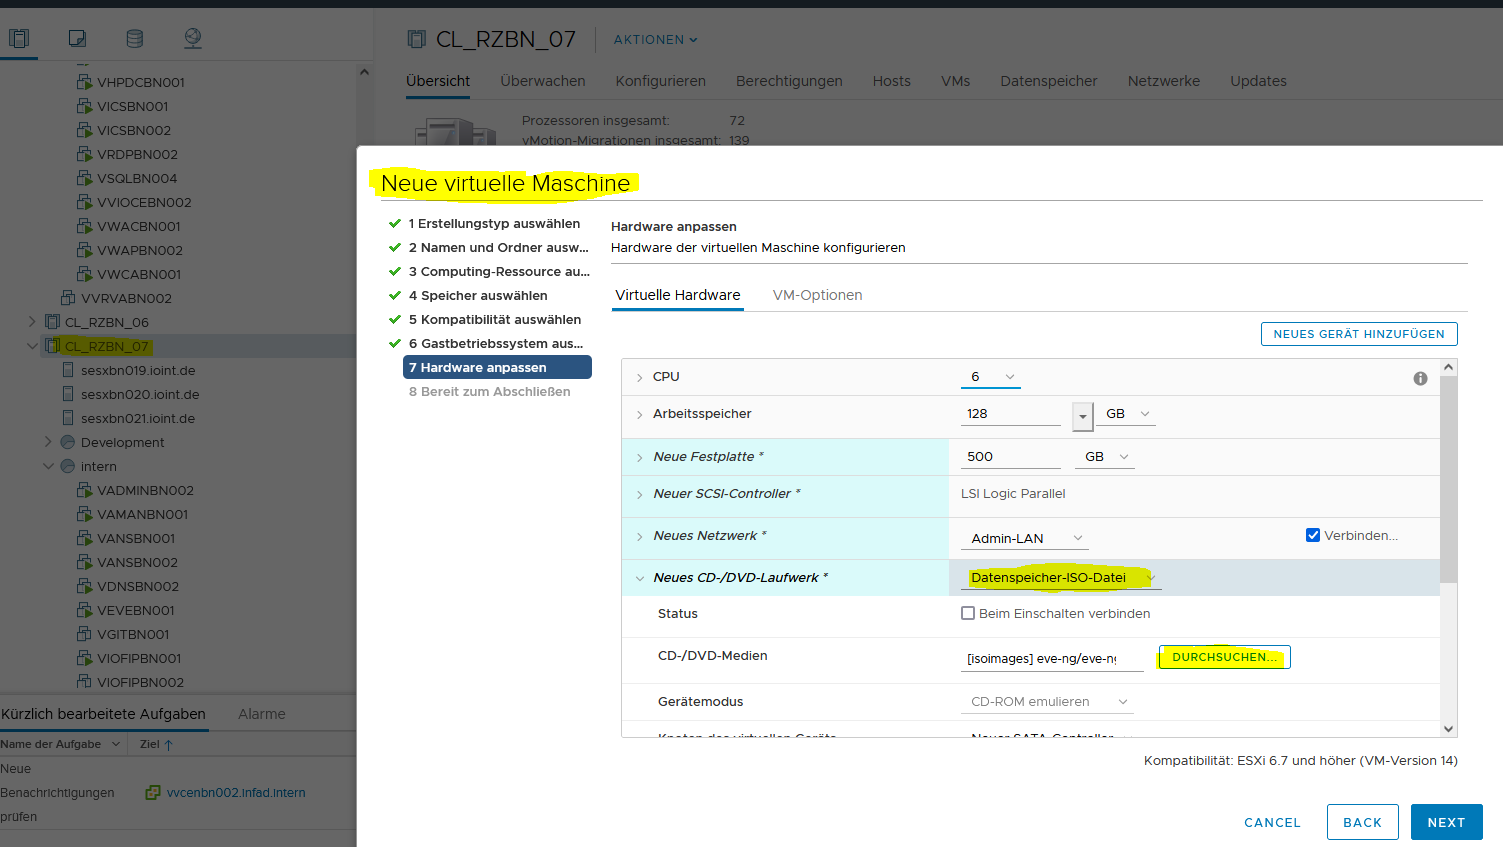 CL_RZBN_07
AKTIONEN
Übersicht Überwachen Konfigurieren Berechtigungen Hosts VMs Datenspeicher Netzwerke Updates
Prozessoren insgesamt: 72
vMotion-Migrationen insgesamt: 139
VHPDCBN001
VICSBN001
VICSBN002
VRDPBN002
VSQLBN004
VVIOCEBN002
VWACBN001
VWAPBN002
VWCABN001
VVRVABN002
CL_RZBN_06
CL_RZBN_07
sesxbn019.ioint.de
sesxbn020.ioint.de
sesxbn021.ioint.de
Development
intern
VADMINBN002
VAMANBN001
VANSBN001
VANSBN002
VDNSBN002
VEVEBN001
VGITBN001
VIOFIPBN001
VIOFIPBN002
Kürzlich bearbeitete Aufgaben Alarme
Name der Aufgabe Ziel
Neue
Benachrichtigungen
prüfen
vvcenbn002.infad.intern
Neue virtuelle Maschine
1 Erstellungstyp auswählen
2 Namen und Ordner ausw...
3 Computing-Ressource au...
4 Speicher auswählen
5 Kompatibilität auswählen
6 Gastbetriebssystem aus...
7 Hardware anpassen
8 Bereit zum Abschließen
Hardware anpassen
Hardware der virtuellen Maschine konfigurieren
Virtuelle Hardware VM-Optionen
NEUES GERÄT HINZUFÜGEN
CPU 6
Arbeitsspeicher 128 GB
Neue Festplatte * 500 GB
Neuer SCSI-Controller * LSI Logic Parallel
Neues Netzwerk * Admin-LAN Verbinden...
Neues CD-/DVD-Laufwerk * Datenspeicher-ISO-Datei
Status Beim Einschalten verbinden
CD-/DVD-Medien [isoimages] eve-ng/eve-ng DURCHSUCHEN...
Gerätemodus CD-ROM emulieren
Knoten des virtuellen Geräts Neuer SATA-Controller
Kompatibilität: ESXi 6.7 und höher (VM-Version 14)
CANCEL BACK NEXT